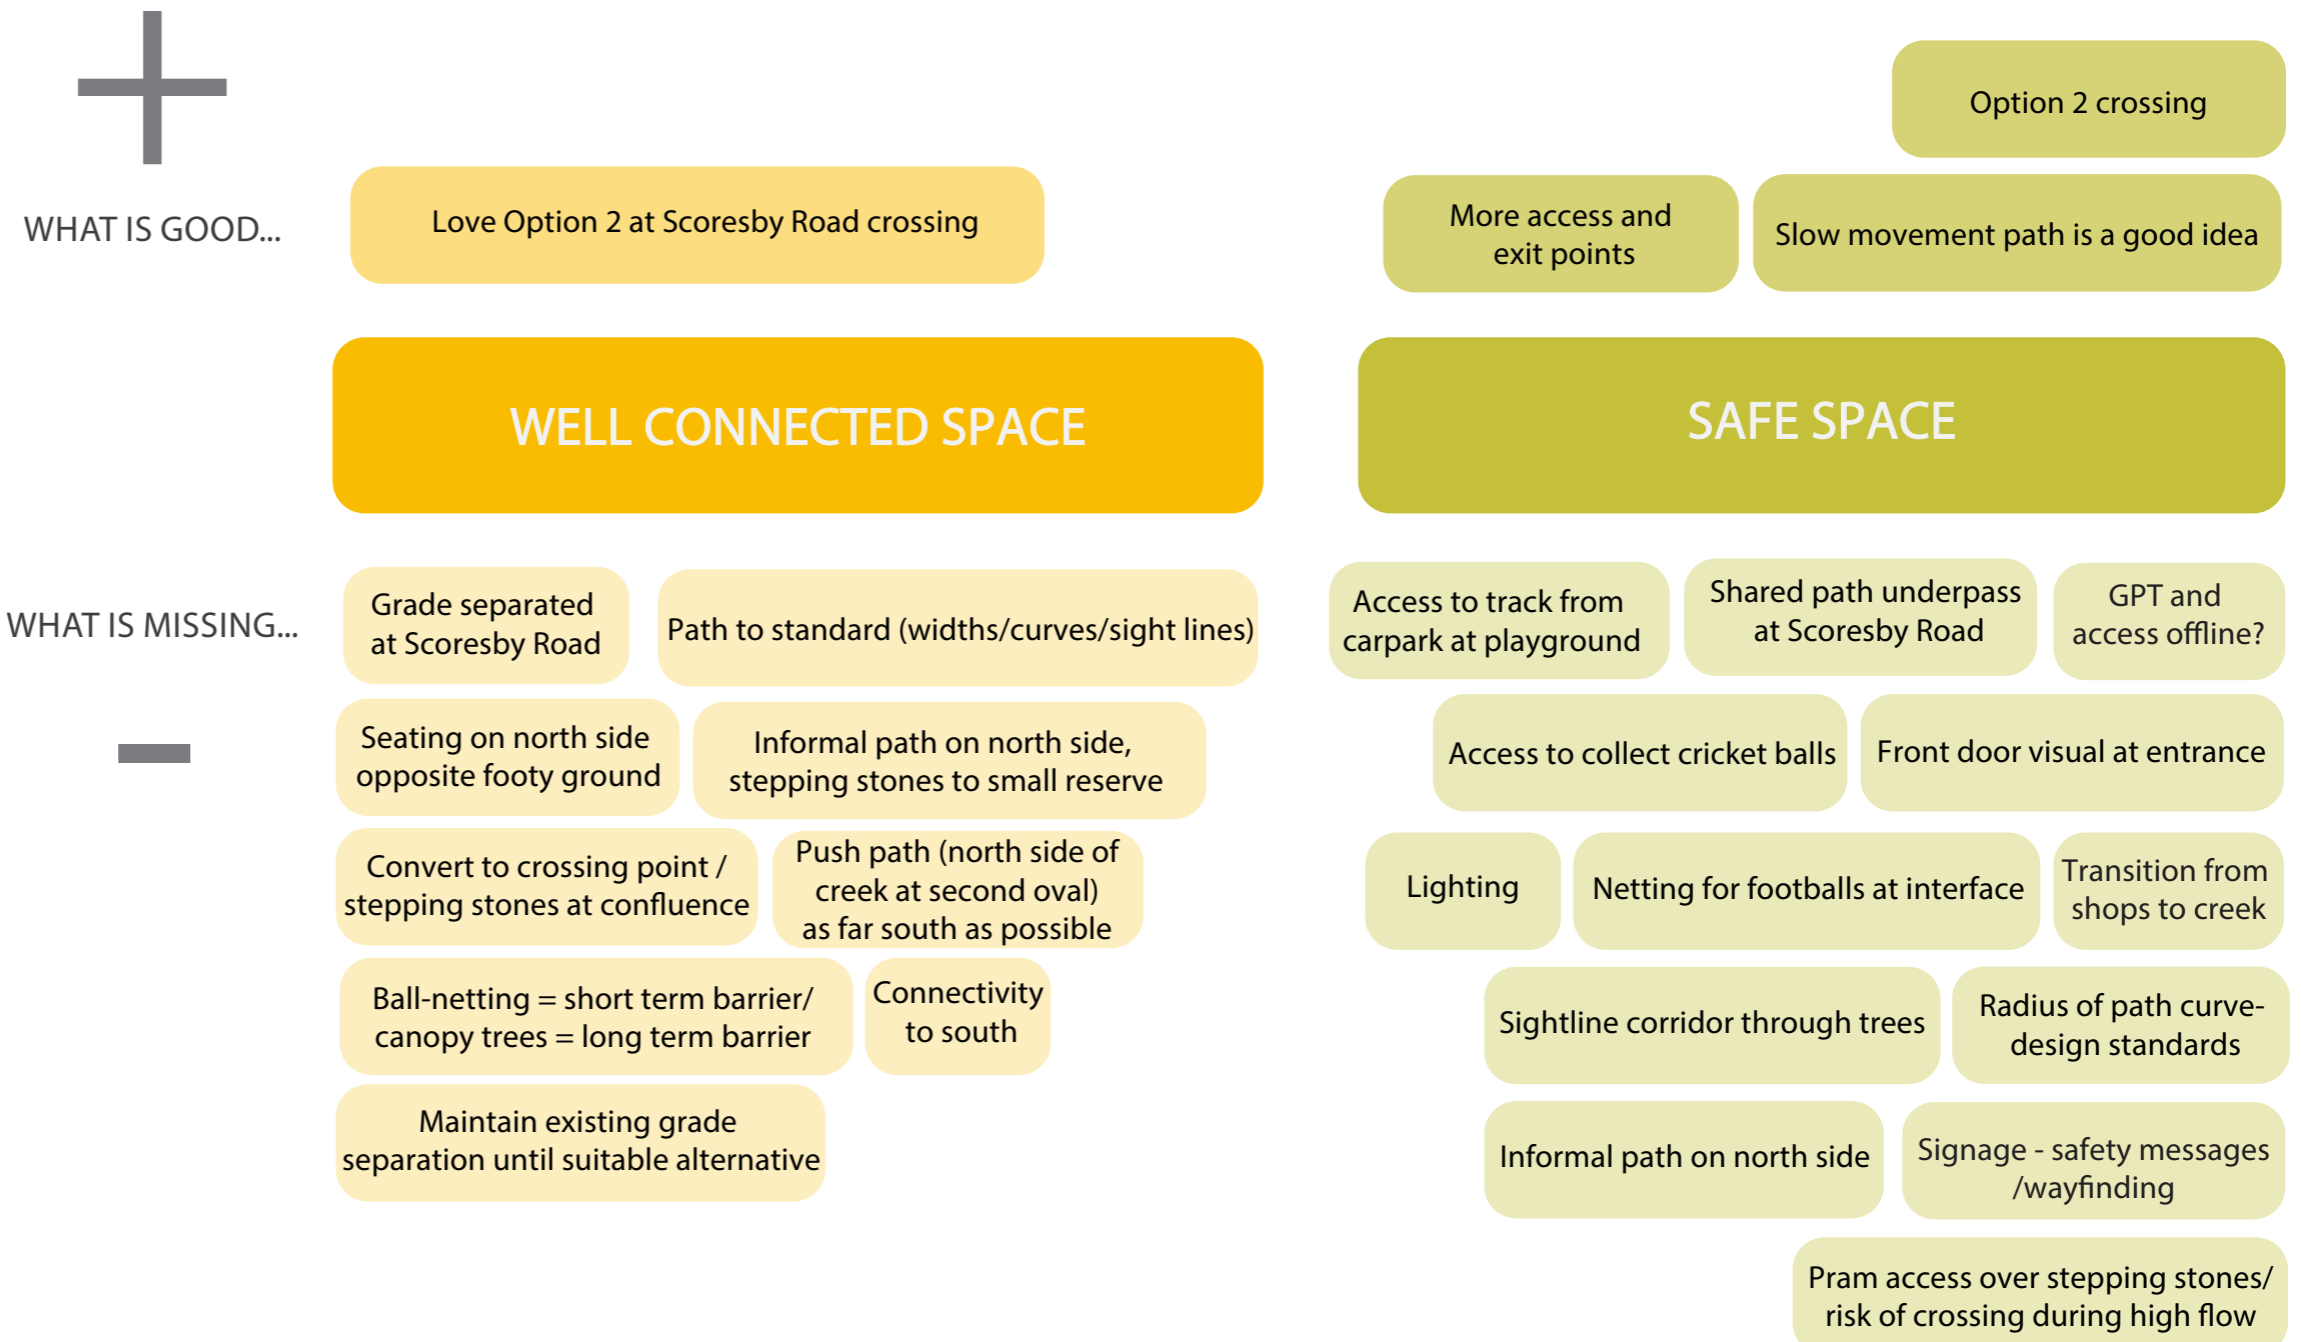 WHAT IS GOOD...
Love Option 2 at Scoresby Road crossing
Option 2 crossing
More access and
exit points
Slow movement path is a good idea
WELL CONNECTED SPACE
SAFE SPACE
WHAT IS MISSING...
Grade separated
at Scoresby Road
Path to standard (widths/curves/sight lines)
Seating on north side
opposite footy ground
Informal path on north side,
stepping stones to small reserve
Convert to crossing point /
stepping stones at confluence
Push path (north side of
creek at second oval)
as far south as possible
Ball-netting = short term barrier/
canopy trees = long term barrier
Connectivity
to south
Maintain existing grade
separation until suitable alternative
Access to track from
carpark at playground
Shared path underpass
at Scoresby Road
GPT and
access offline?
Access to collect cricket balls
Front door visual at entrance
Lighting
Netting for footballs at interface
Transition from
shops to creek
Sightline corridor through trees
Radius of path curve-
design standards
Informal path on north side
Signage - safety messages
/wayfinding
Pram access over stepping stones/
risk of crossing during high flow